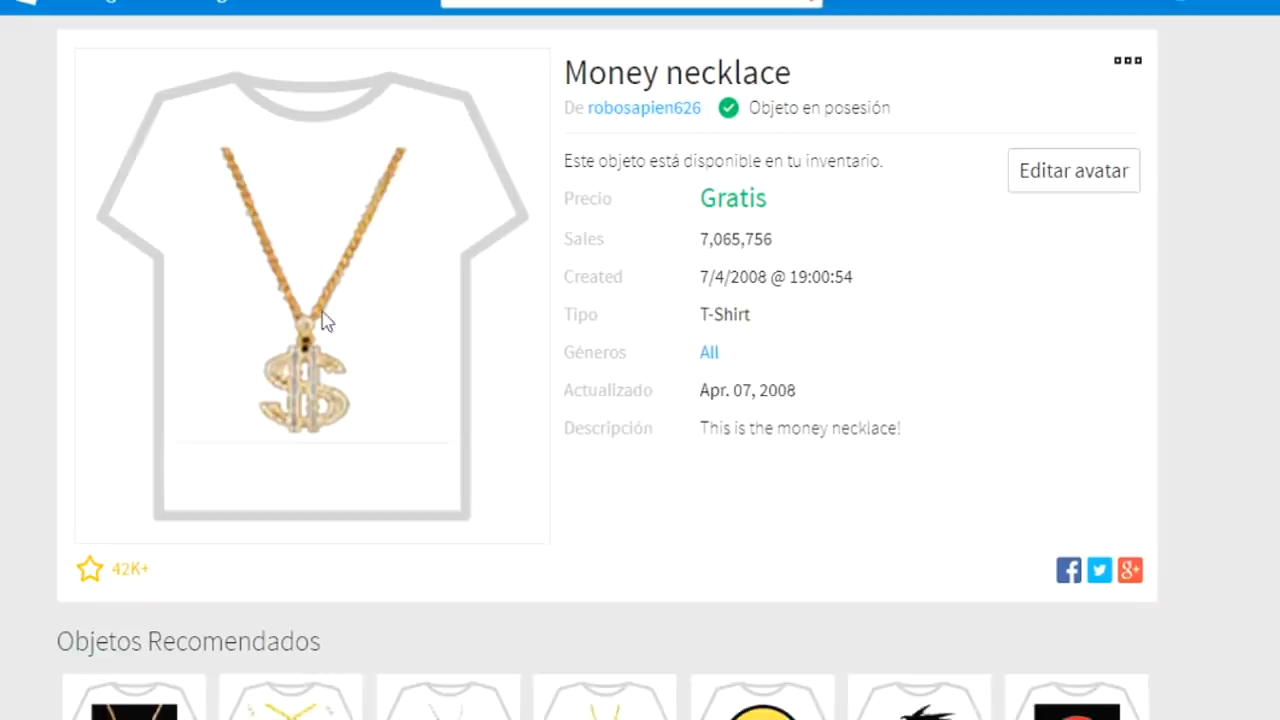 Money necklace
De robosapien626 Objeto en posesión
Este objeto está disponible en tu inventario.
Editar avatar
Precio Gratis
Sales 7,065,756
Created 7/4/2008 @ 19:00:54
Tipo T-Shirt
Géneros All
Actualizado Apr. 07, 2008
Descripción This is the money necklace!
42K+
Objetos Recomendados